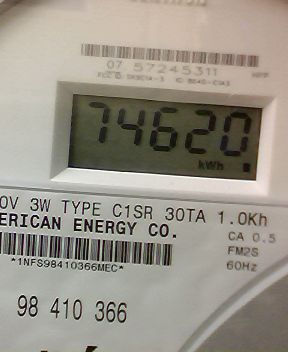 07 57245311
74620
kWh
0V 3W TYPE C1SR 30TA 1.0Kh
ERICAN ENERGY CO.
CA 0.5
FM2S
*1NFS98410366MEC*
60Hz
98 410 366